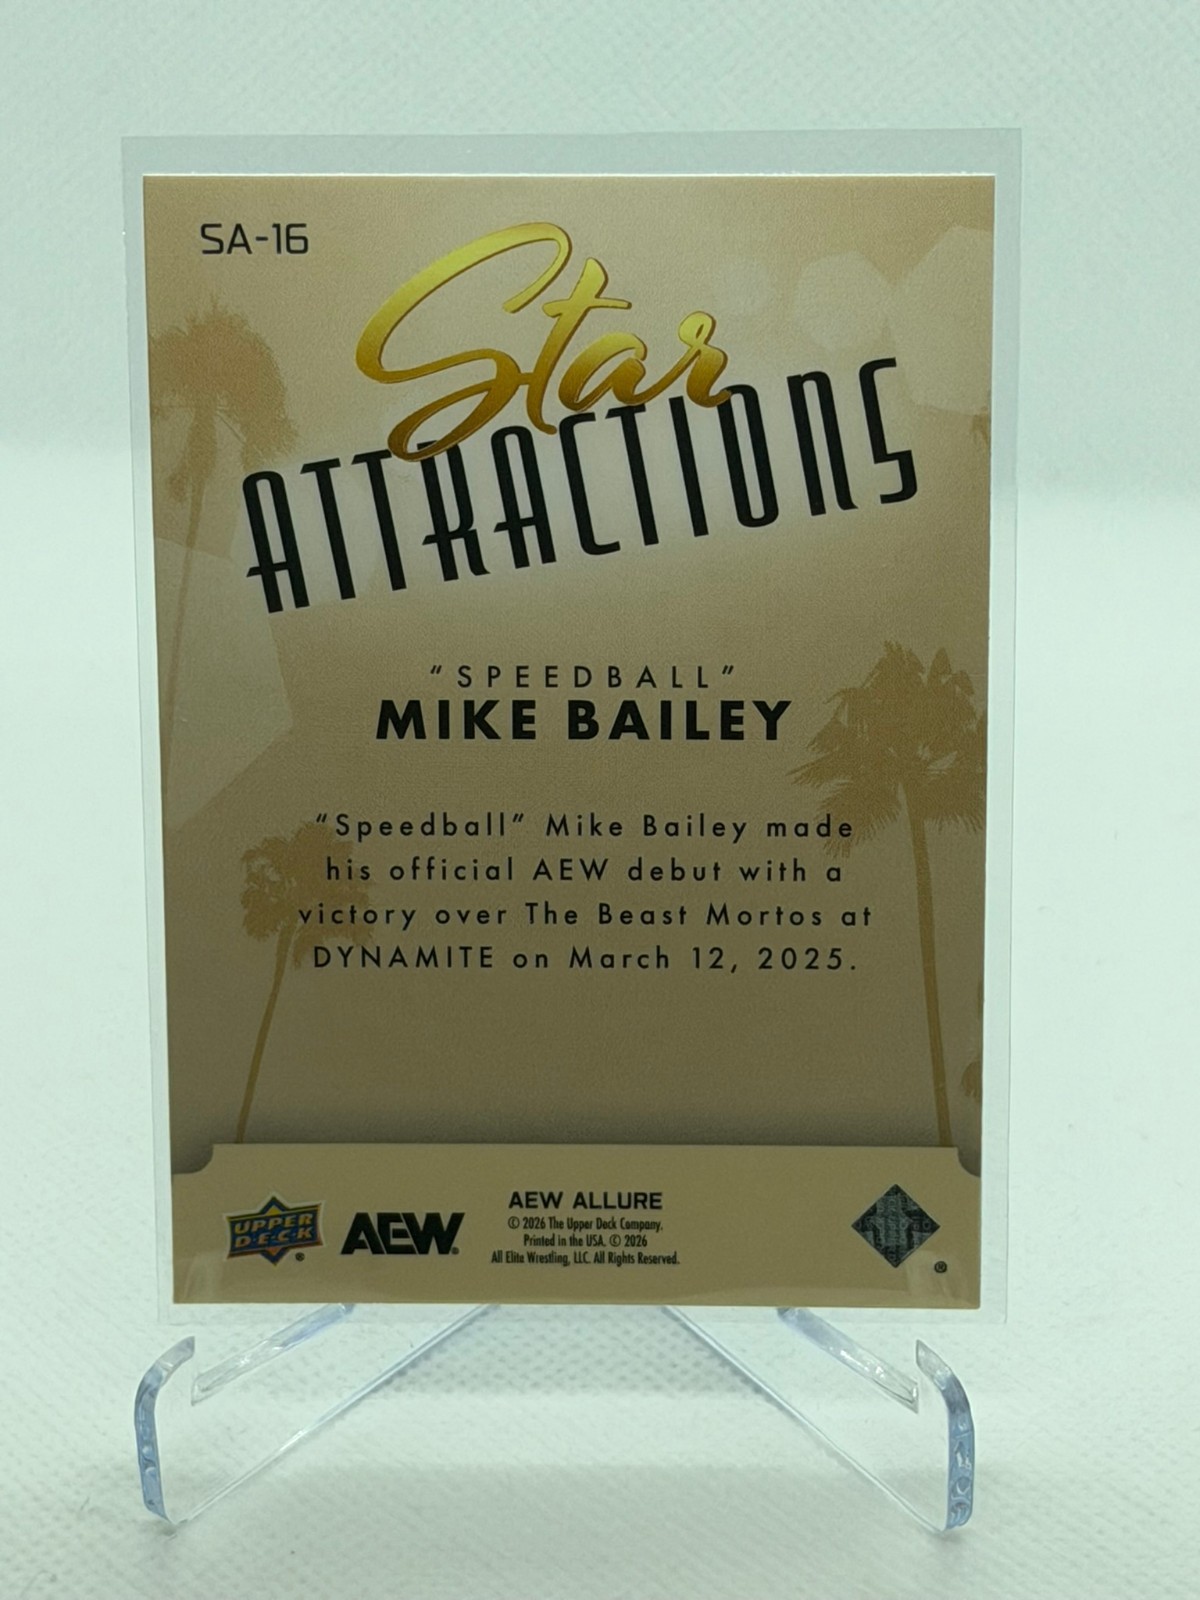 SA-16
Star
ATTRACTIONS
“SPEEDBALL”
MIKE BAILEY
“Speedball” Mike Bailey made
his official AEW debut with a
victory over The Beast Mortos at
DYNAMITE on March 12, 2025.
UPPER
D·E·C·K
®
AEW
AEW ALLURE
© 2026 The Upper Deck Company.
Printed in the USA. © 2026
All Elite Wrestling, LLC. All Rights Reserved.
®